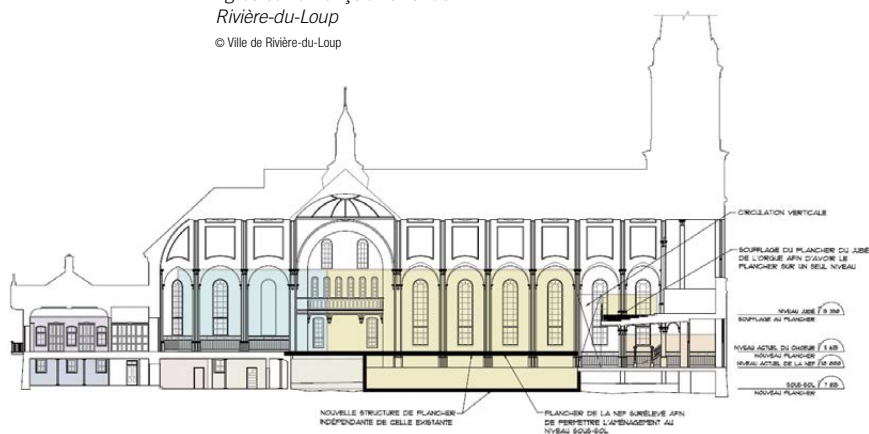 Rivière-du-Loup
© Ville de Rivière-du-Loup
CIRCULATION VERTICALE
SOUFFLAGE DU PLANCHER DU JUBÉ
DE L'ORGUE AFIN D'AVOIR LE
PLANCHER SUR UN SEUL NIVEAU
NIVEAU JUBÉ
SOUFFLAGE AU PLANCHER
NIVEAU ACTUEL DU CHOEUR
NOUVEAU PLANCHER
NIVEAU ACTUEL DE LA NEF
SOUS-SOL
NOUVEAU PLANCHER
NOUVELLE STRUCTURE DE PLANCHER
INDÉPENDANTE DE CELLE EXISTANTE
PLANCHER DE LA NEF SURÉLEVÉ AFIN
DE PERMETTRE L'AMÉNAGEMENT AU
NIVEAU SOUS-SOL